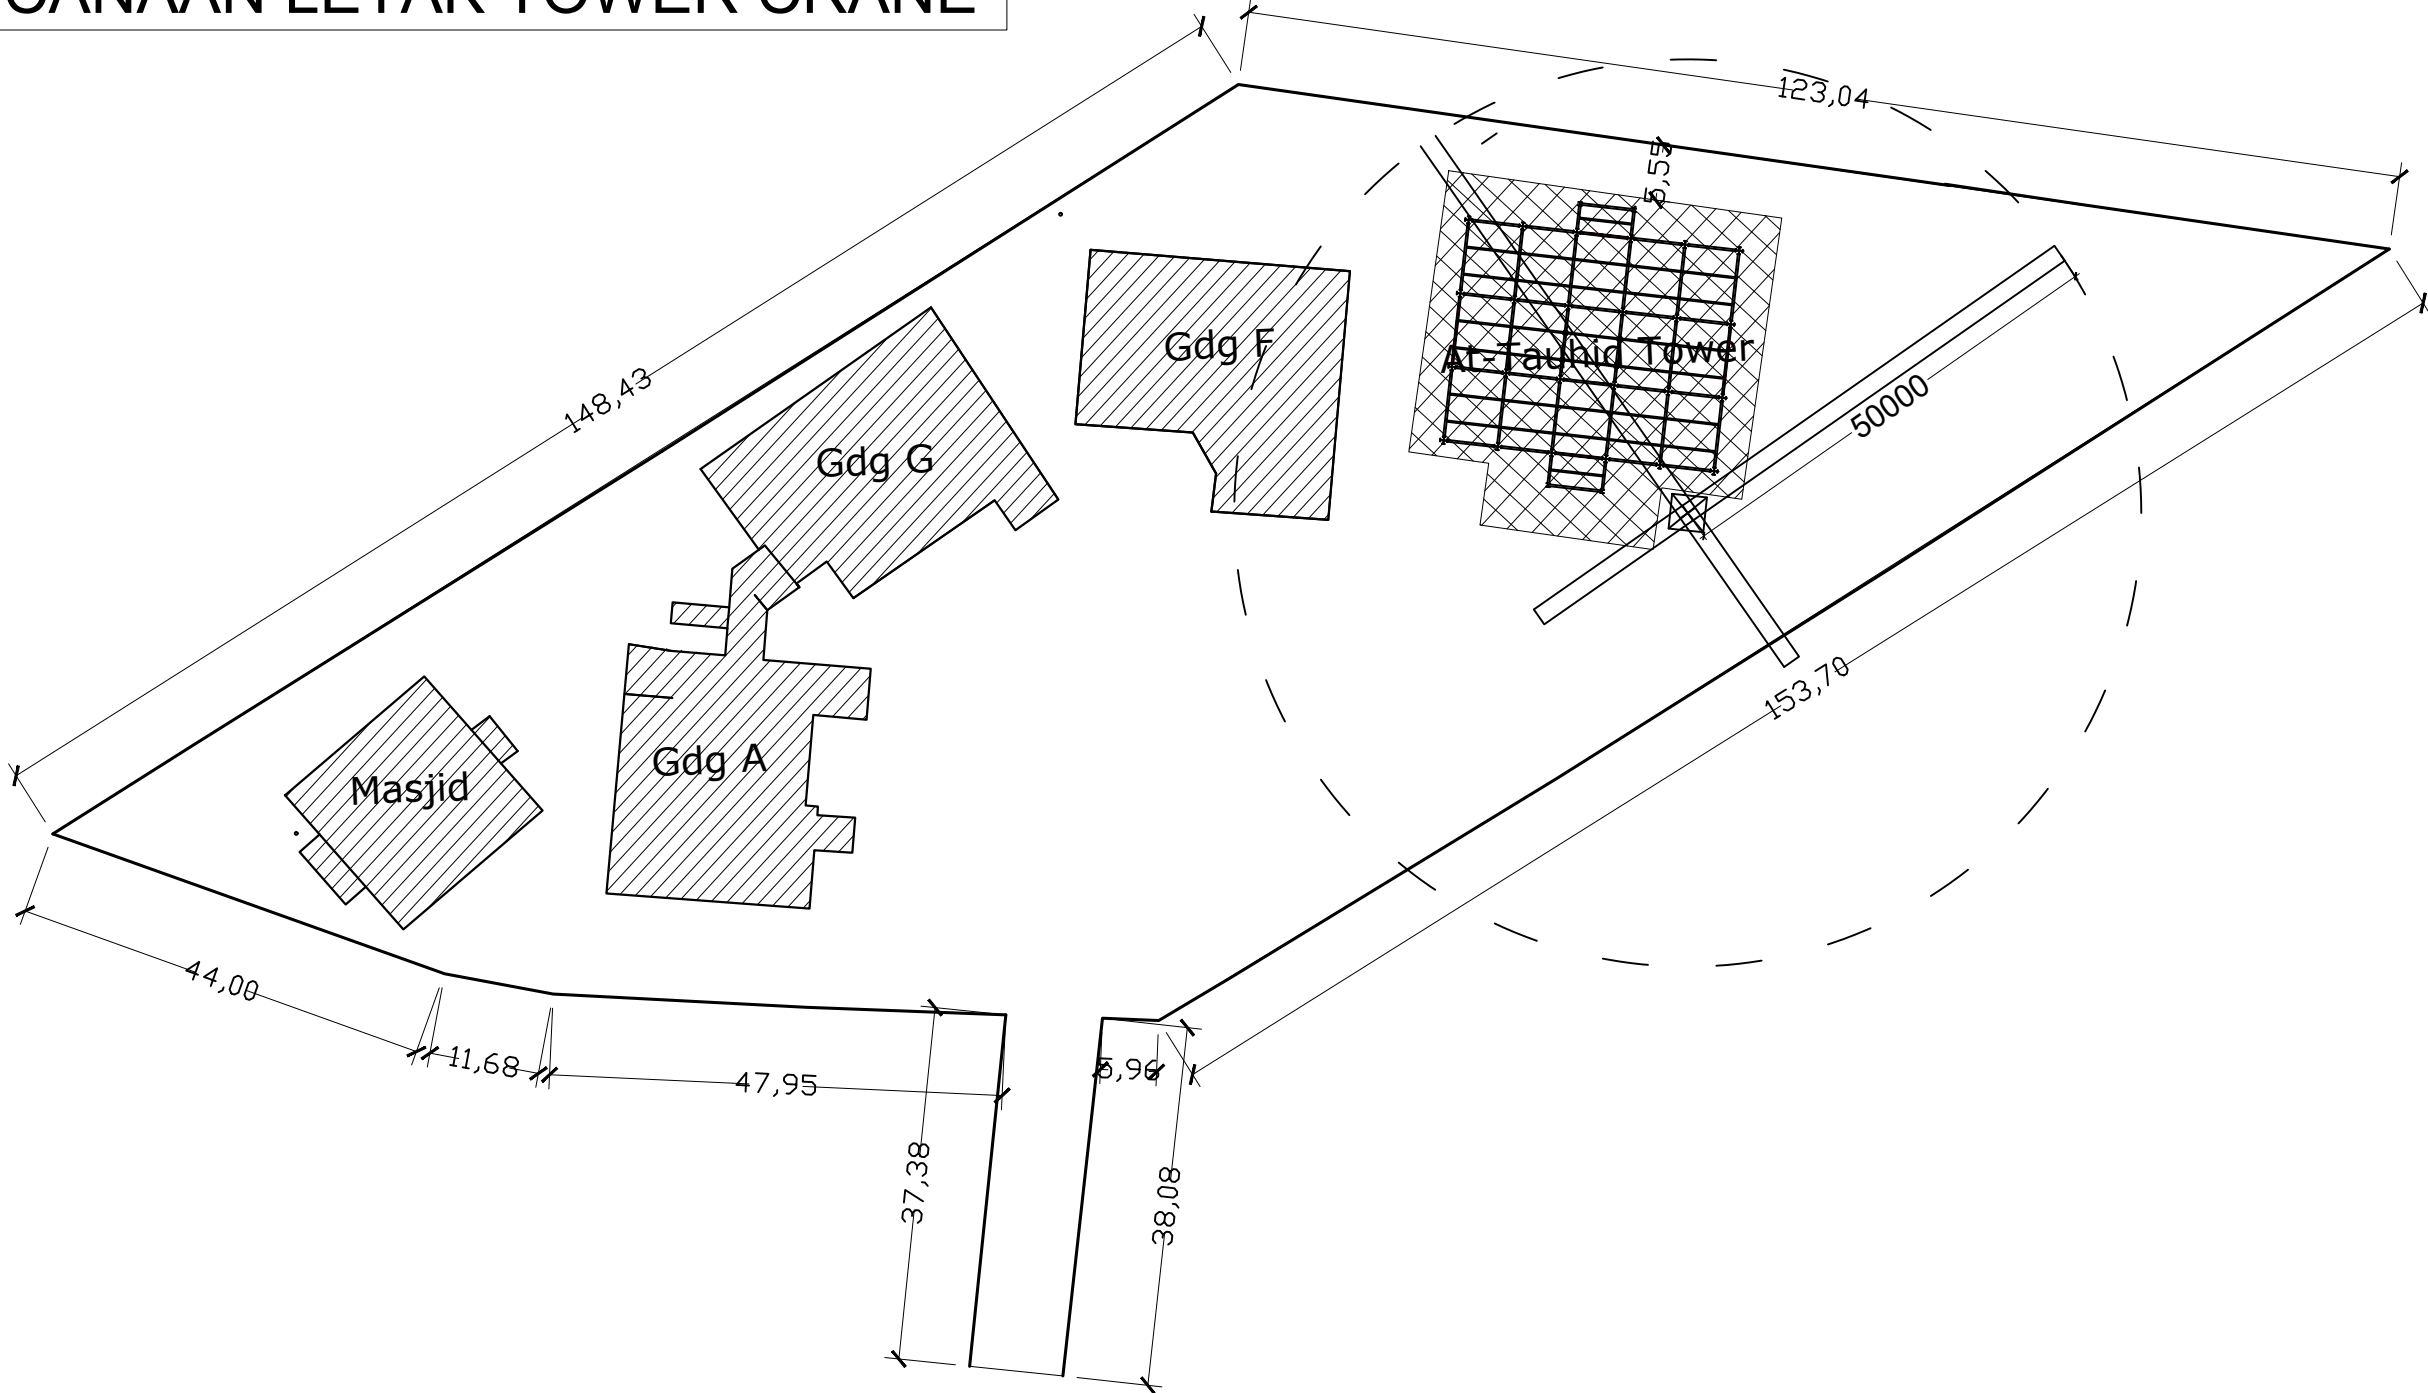 LETAK TOWER CRANE
123,04
5,55
148,43
Gdg F
At-Tauhid Tower
50000
Gdg G
153,70
Gdg A
Masjid
44,00
11,68
47,95
5,96
37,38
38,08